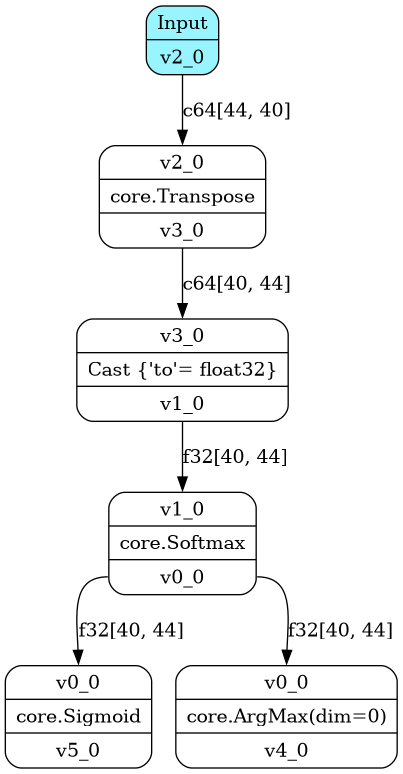 Input
v2_0
c64[44, 40]
v2_0
core.Transpose
v3_0
c64[40, 44]
v3_0
Cast {'to'= float32}
v1_0
f32[40, 44]
v1_0
core.Softmax
v0_0
f32[40, 44]
f32[40, 44]
v0_0
core.Sigmoid
v5_0
v0_0
core.ArgMax(dim=0)
v4_0